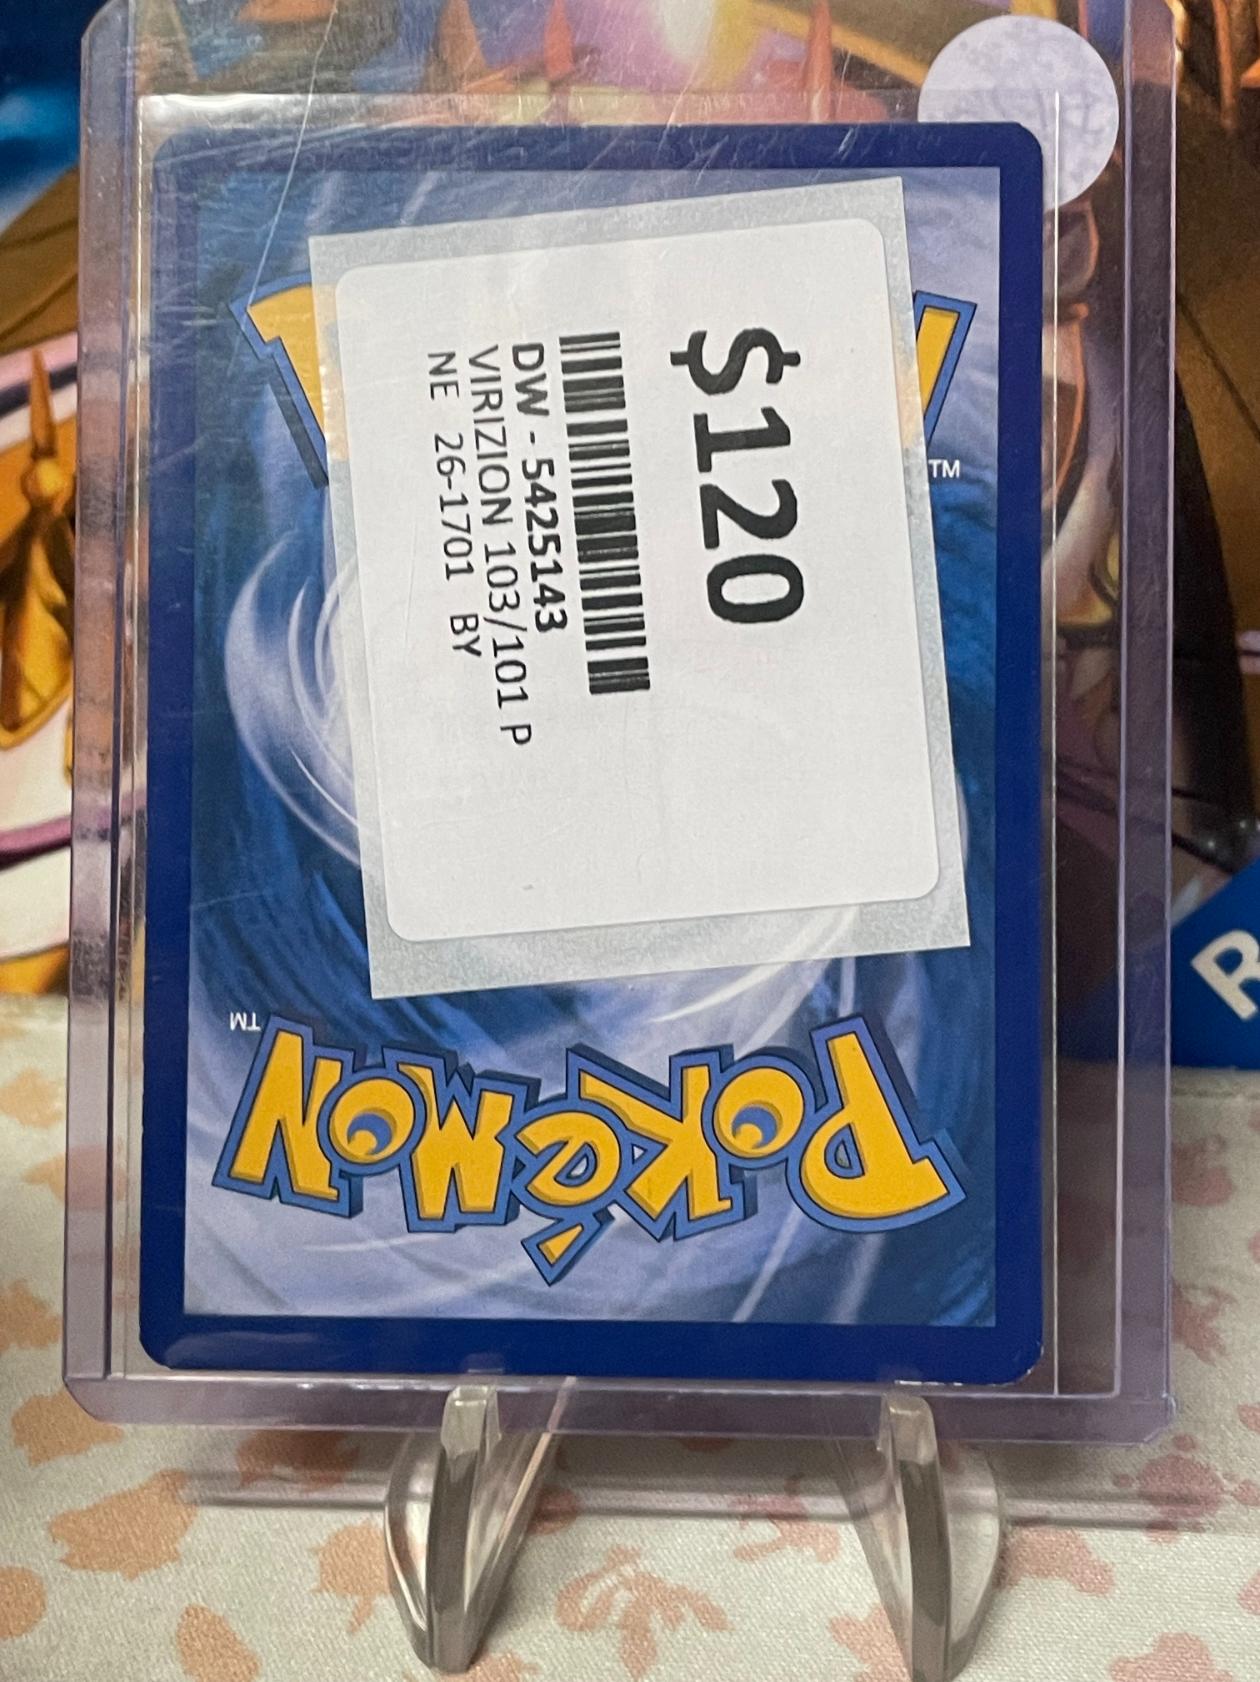 $120
DW - 5425143
VIRIZION 103/101 P
NE 26-1701 BY
TM
TM
POKéMON